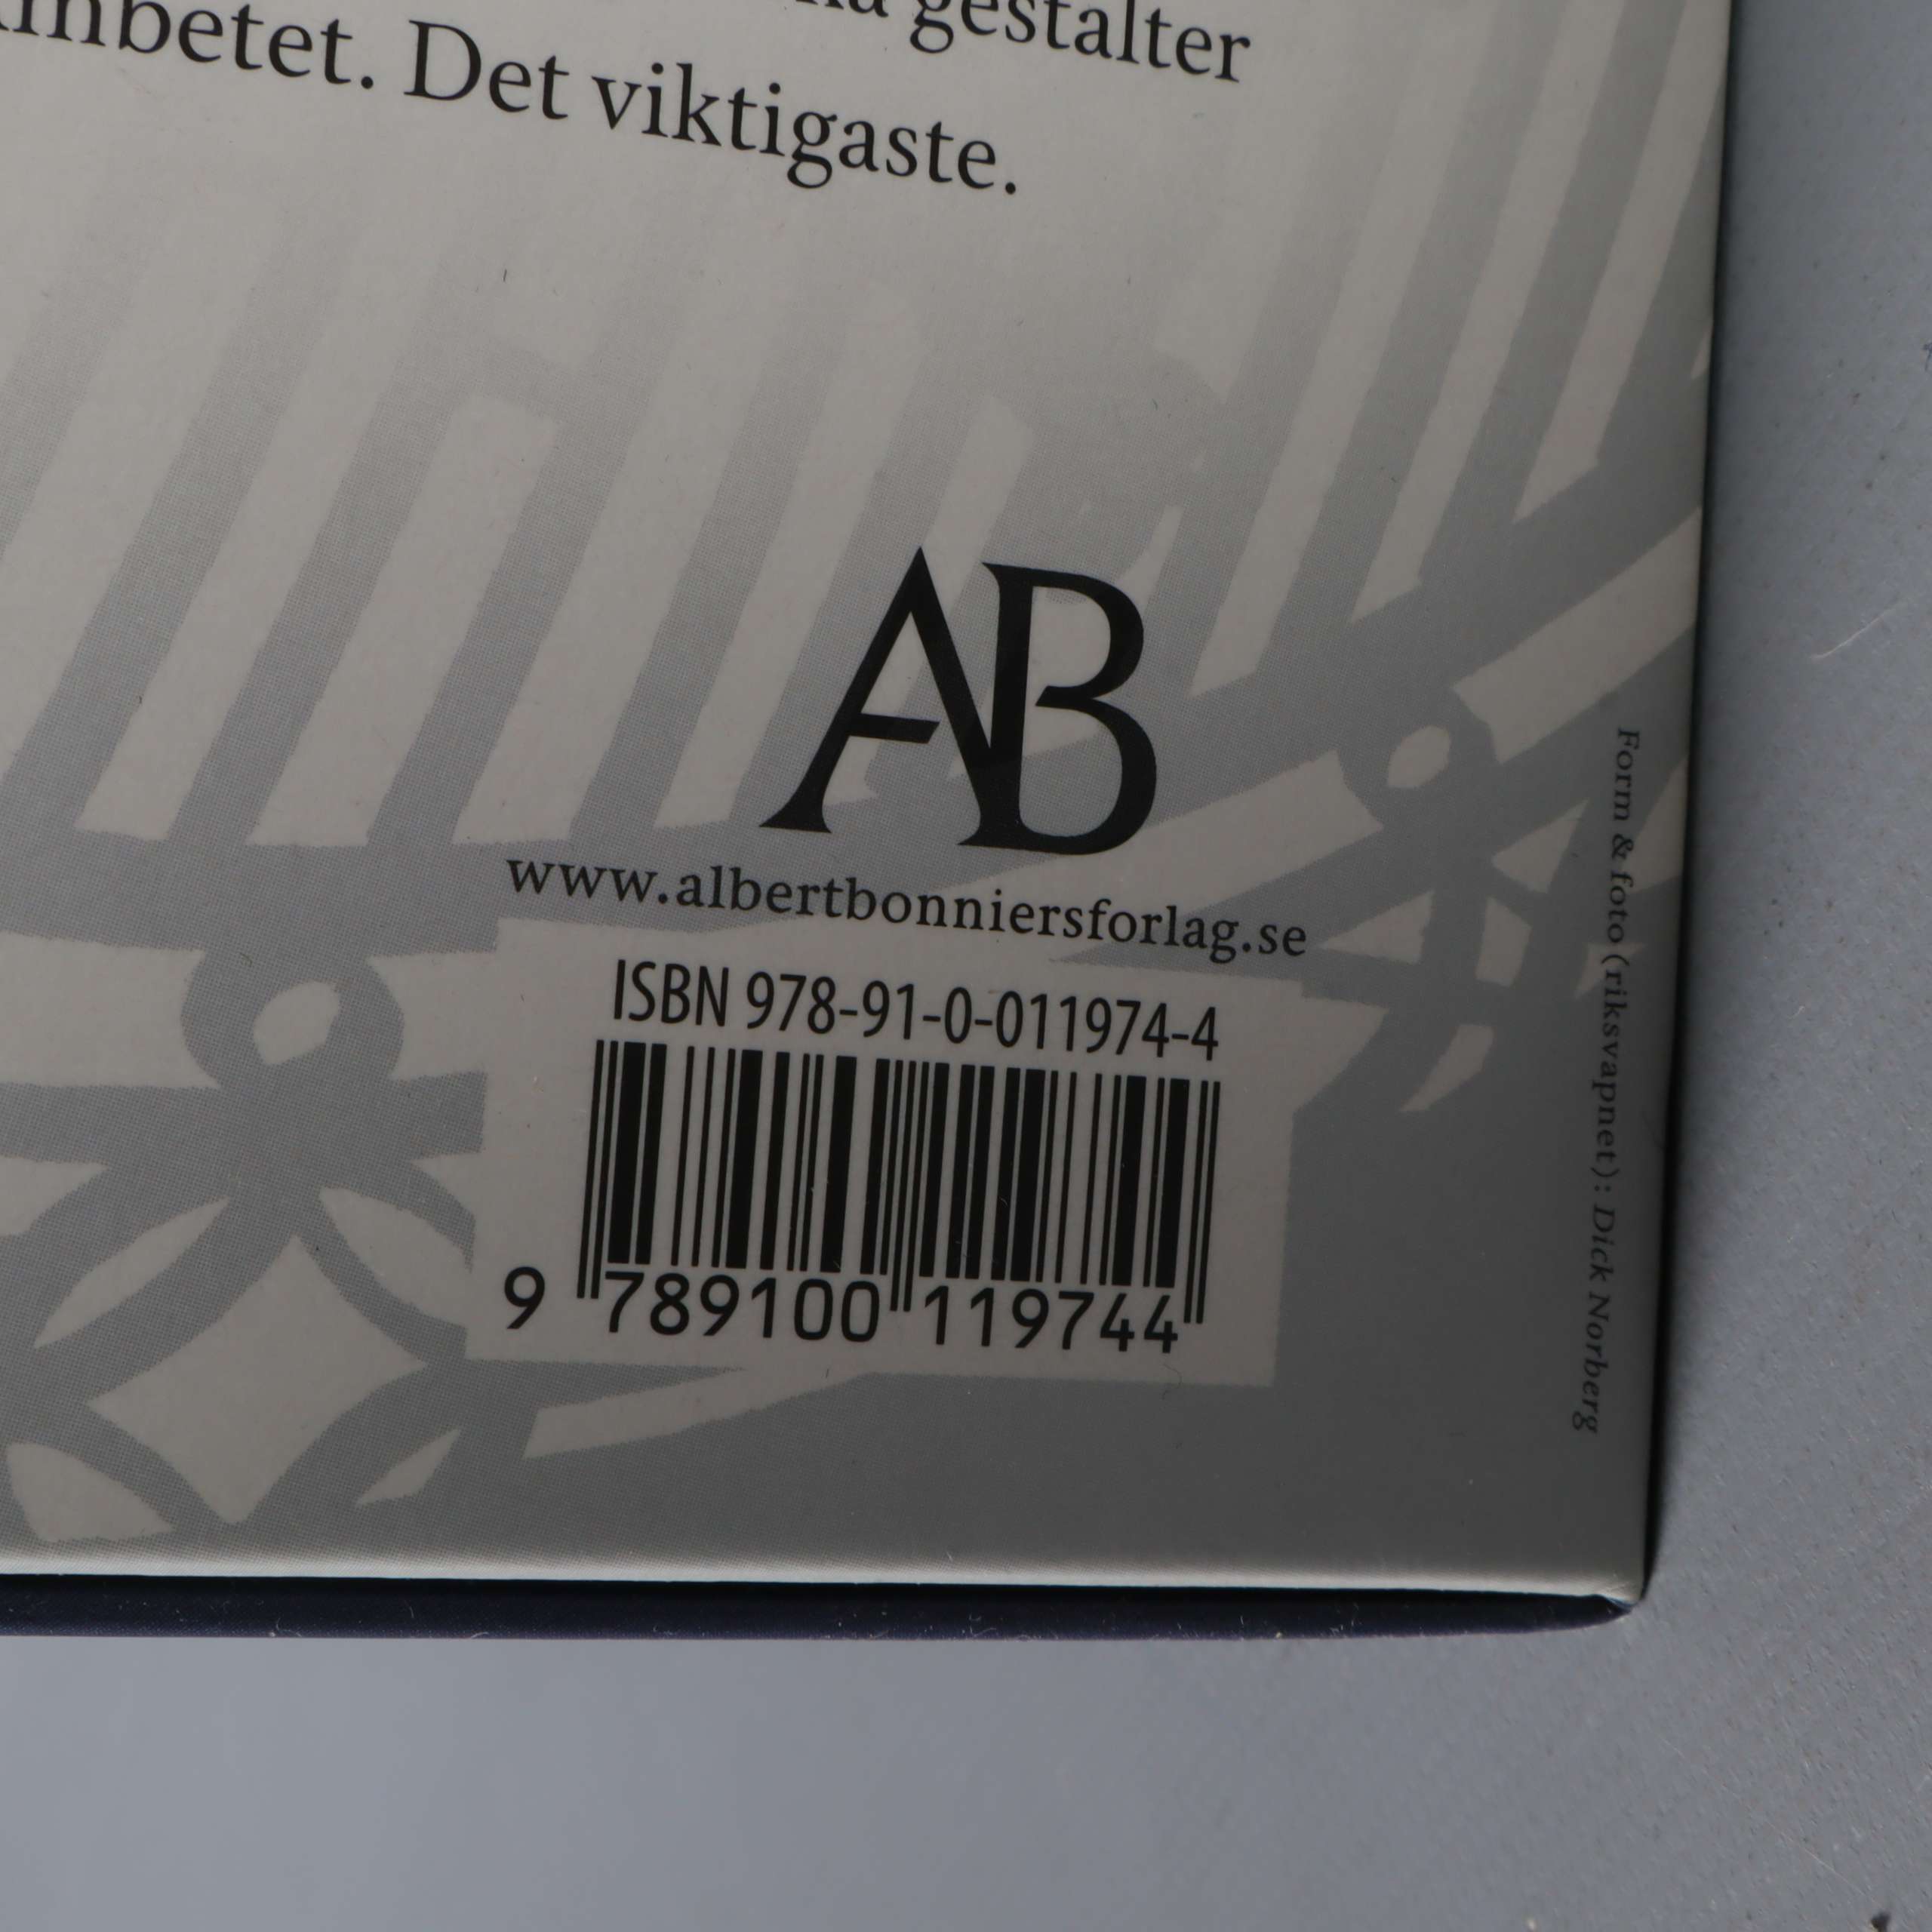 gestalter
Det viktigaste.
AB
www.albertbonniersforlag.se
ISBN 978-91-0-011974-4
9 789100 119744
Form & foto (riksvapnet): Dick Norberg